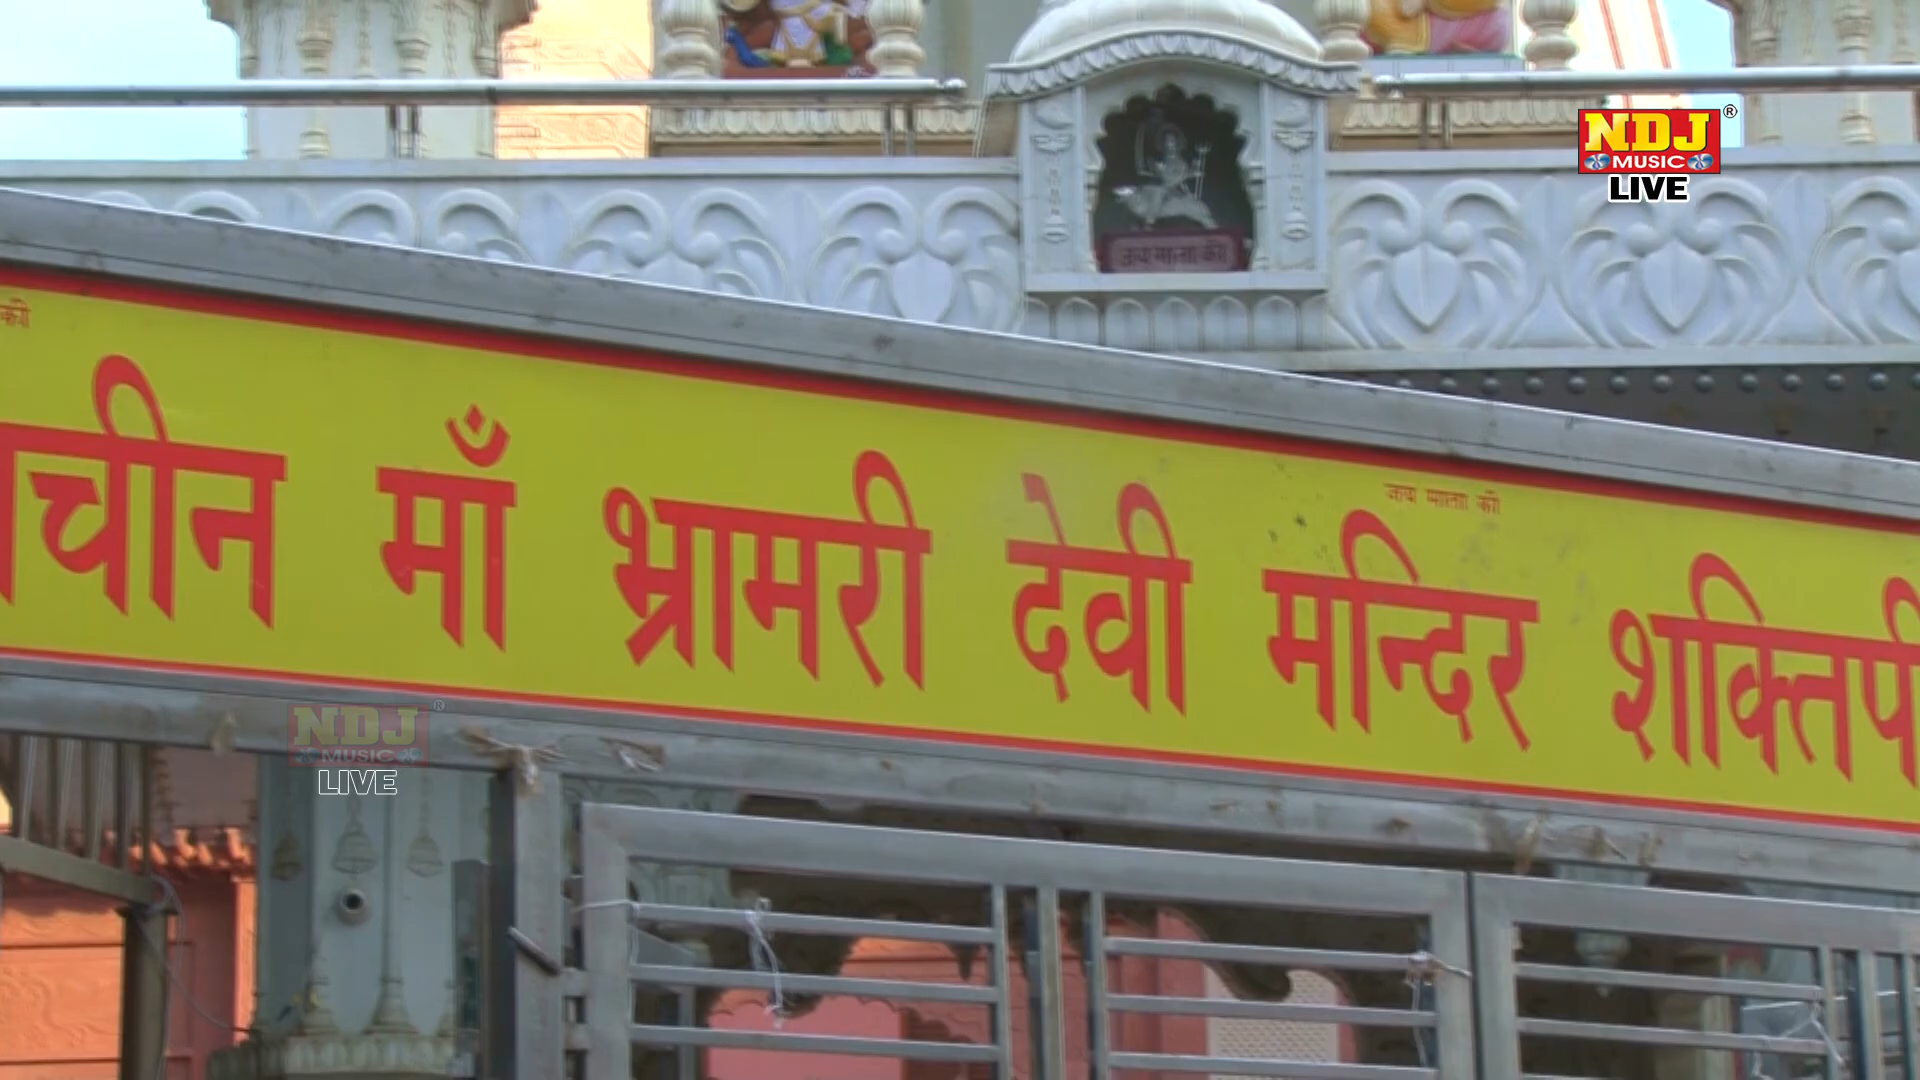 NDJ
MUSIC
LIVE
जय माता की
की
जय माता की
ाचीन माँ भ्रामरी देवी मन्दिर शक्तिपी
NDJ
MUSIC
LIVE